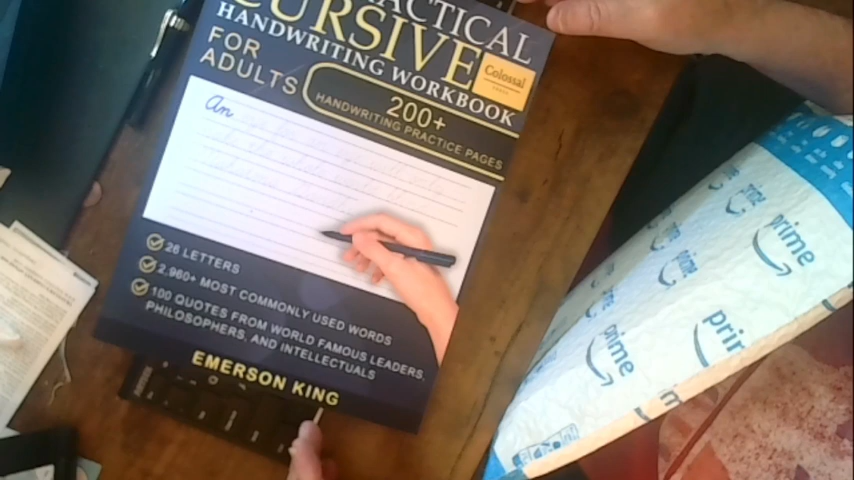 PRACTICAL
CURSIVE
HANDWRITING WORKBOOK
FOR
ADULTS
Colossal
200+
HANDWRITING PRACTICE PAGES
An
26 LETTERS
2,960+ MOST COMMONLY USED WORDS
100 QUOTES FROM WORLD FAMOUS LEADERS,
PHILOSOPHERS, AND INTELLECTUALS
EMERSON KING
prime
prime
prime